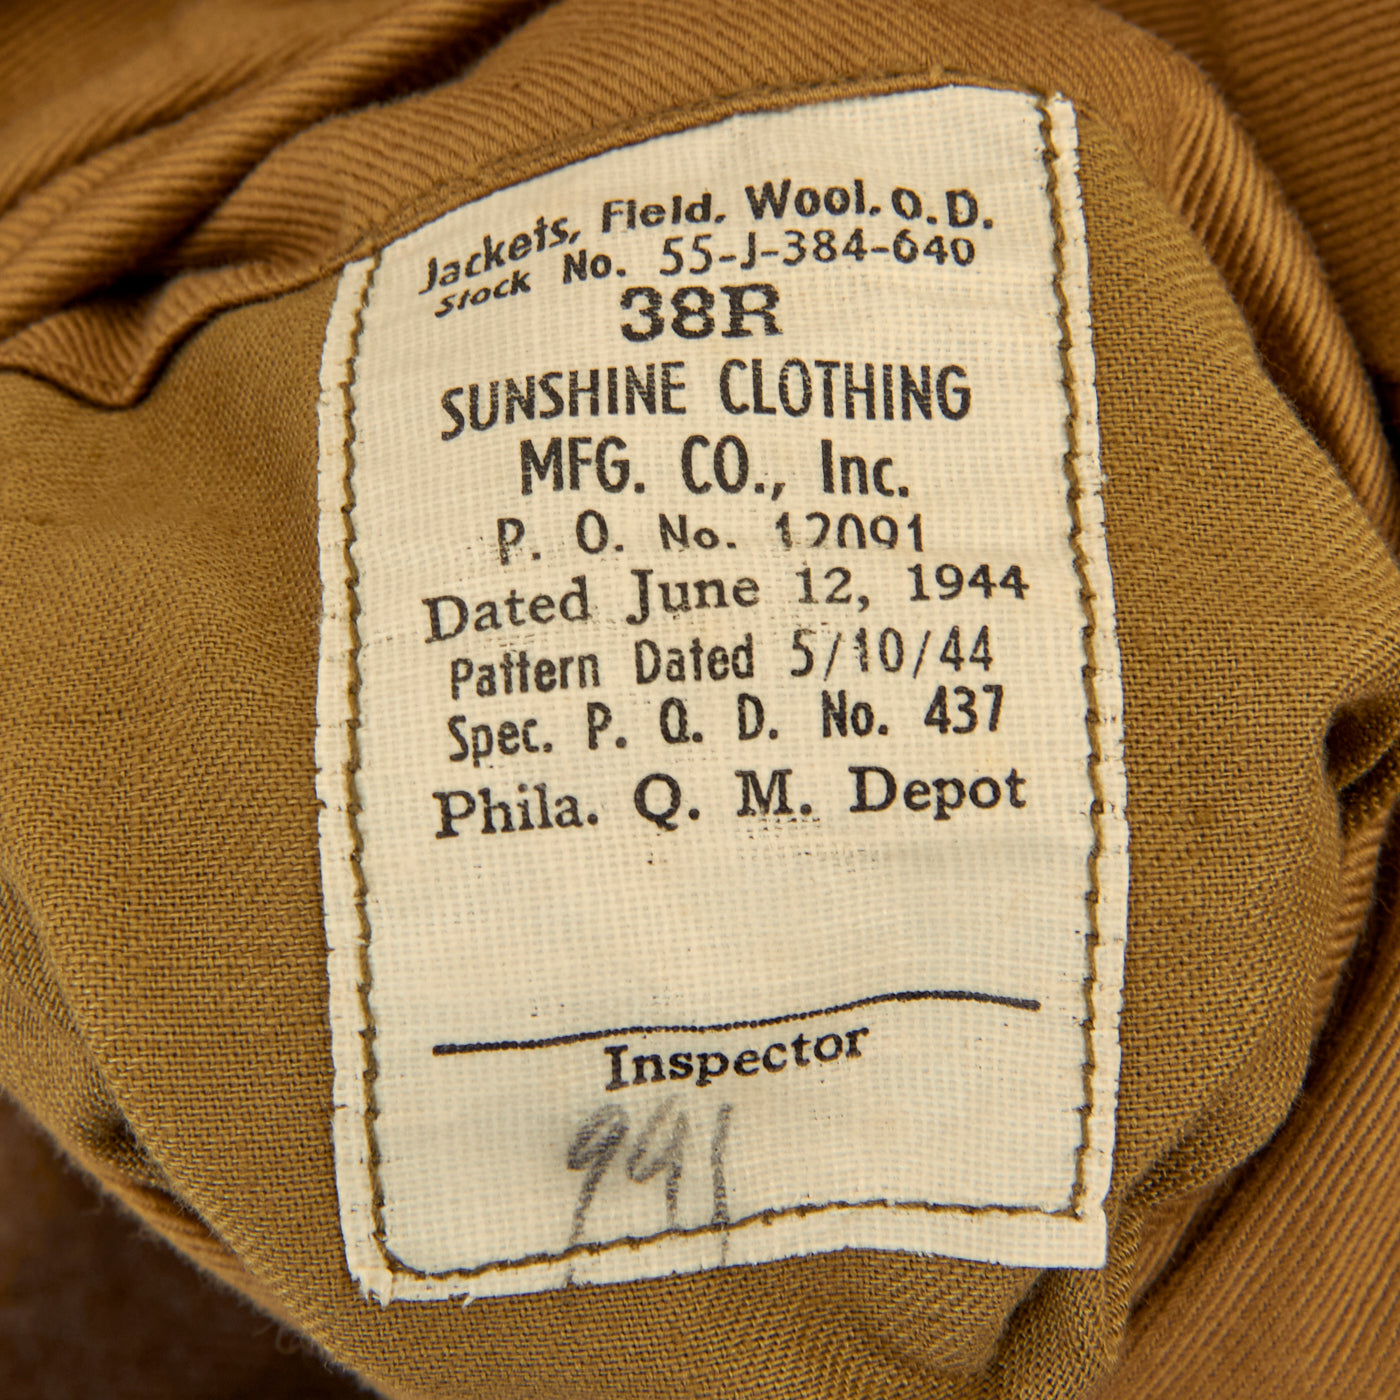 Jackets, Field, Wool, O.D.
Stock No. 55-J-384-640
38R
SUNSHINE CLOTHING
MFG. CO., Inc.
P. O. No. 12091
Dated June 12, 1944
Pattern Dated 5/10/44
Spec. P. Q. D. No. 437
Phila. Q. M. Depot
Inspector
991